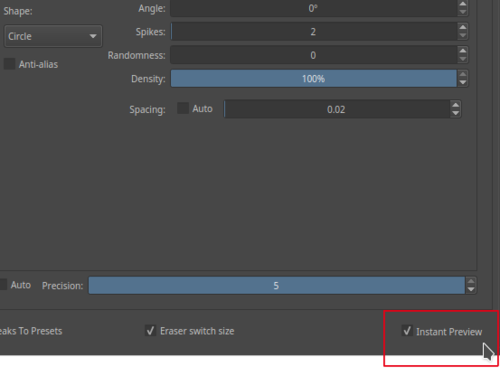 Shape:
Angle: 0°
Circle
Spikes: 2
Anti-alias
Randomness: 0
Density: 100%
Spacing: Auto 0.02
Auto Precision: 5
To Presets
Eraser switch size
Instant Preview